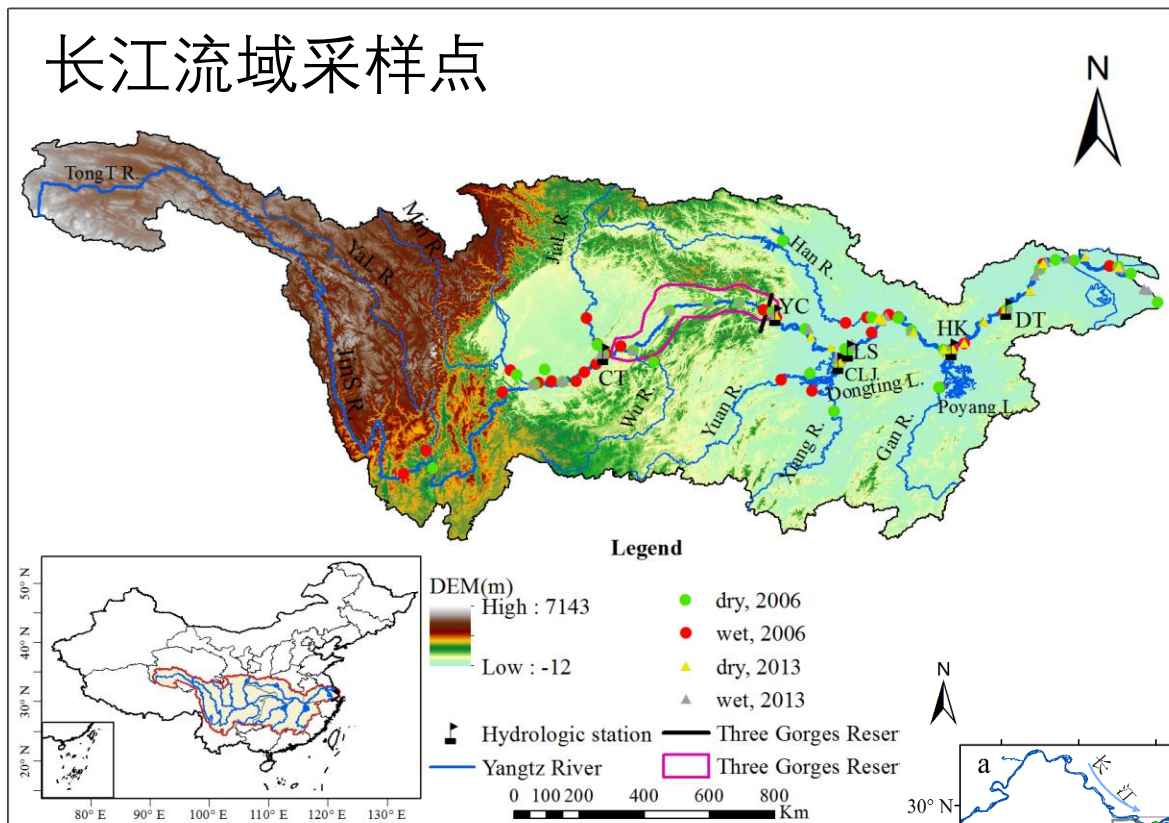 长江流域采样点
N
TongT R.
YaL R.
Min R.
JinS R.
JiaL R.
Han R.
Wu R.
Yuan R.
Xiang R.
Gan R.
YC
CT
LS
CLJ
Dongting L.
HK
Poyang L
DT
Legend
DEM(m)
High : 7143
Low : -12
dry, 2006
wet, 2006
dry, 2013
wet, 2013
Hydrologic station
Three Gorges Reser
Yangtz River
Three Gorges Reser
0 100 200 400 600 800
Km
50° N
40° N
30° N
20° N
10° N
80° E
90° E
100° E
110° E
120° E
130° E
N
a
长
江
30° N